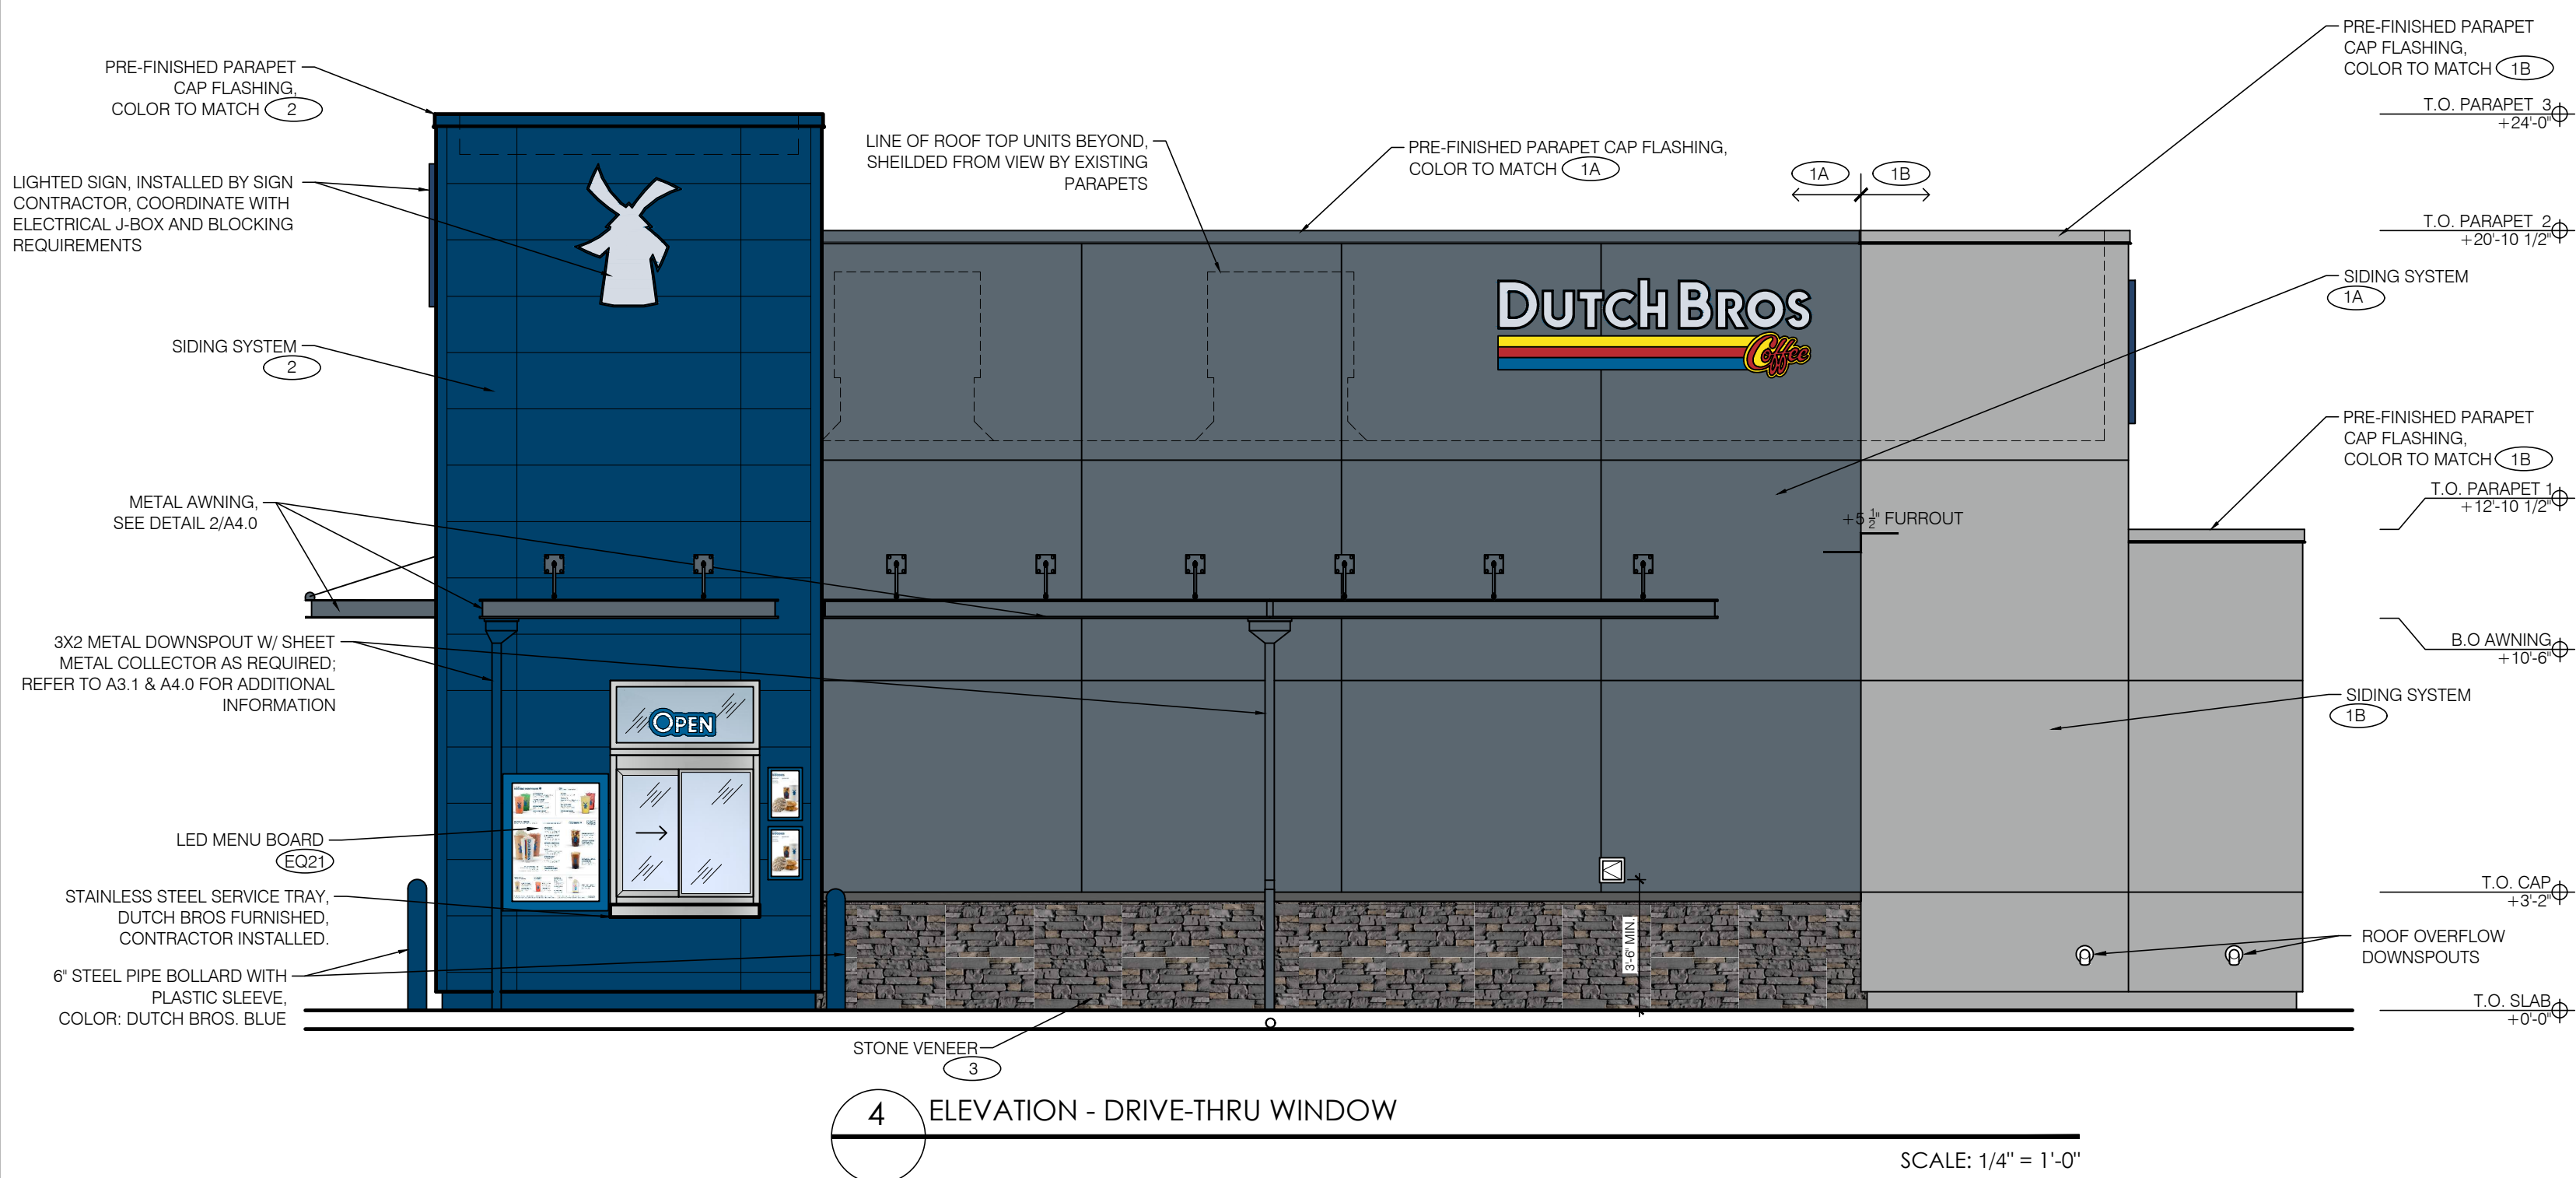 PRE-FINISHED PARAPET
CAP FLASHING,
COLOR TO MATCH 2
LIGHTED SIGN, INSTALLED BY SIGN
CONTRACTOR, COORDINATE WITH
ELECTRICAL J-BOX AND BLOCKING
REQUIREMENTS
SIDING SYSTEM
2
METAL AWNING,
SEE DETAIL 2/A4.0
3X2 METAL DOWNSPOUT W/ SHEET
METAL COLLECTOR AS REQUIRED;
REFER TO A3.1 & A4.0 FOR ADDITIONAL
INFORMATION
LED MENU BOARD
EQ21
STAINLESS STEEL SERVICE TRAY,
DUTCH BROS FURNISHED,
CONTRACTOR INSTALLED.
6" STEEL PIPE BOLLARD WITH
PLASTIC SLEEVE,
COLOR: DUTCH BROS. BLUE
OPEN
LINE OF ROOF TOP UNITS BEYOND,
SHEILDED FROM VIEW BY EXISTING
PARAPETS
PRE-FINISHED PARAPET CAP FLASHING,
COLOR TO MATCH 1A
1A 1B
DUTCH BROS
Coffee
+5 1/2" FURROUT
3'-6" MIN.
STONE VENEER
3
PRE-FINISHED PARAPET
CAP FLASHING,
COLOR TO MATCH 1B
T.O. PARAPET 3
+24'-0"
T.O. PARAPET 2
+20'-10 1/2"
SIDING SYSTEM
1A
PRE-FINISHED PARAPET
CAP FLASHING,
COLOR TO MATCH 1B
T.O. PARAPET 1
+12'-10 1/2"
B.O AWNING
+10'-6"
SIDING SYSTEM
1B
T.O. CAP
+3'-2"
ROOF OVERFLOW
DOWNSPOUTS
T.O. SLAB
+0'-0"
4 ELEVATION - DRIVE-THRU WINDOW
SCALE: 1/4" = 1'-0"